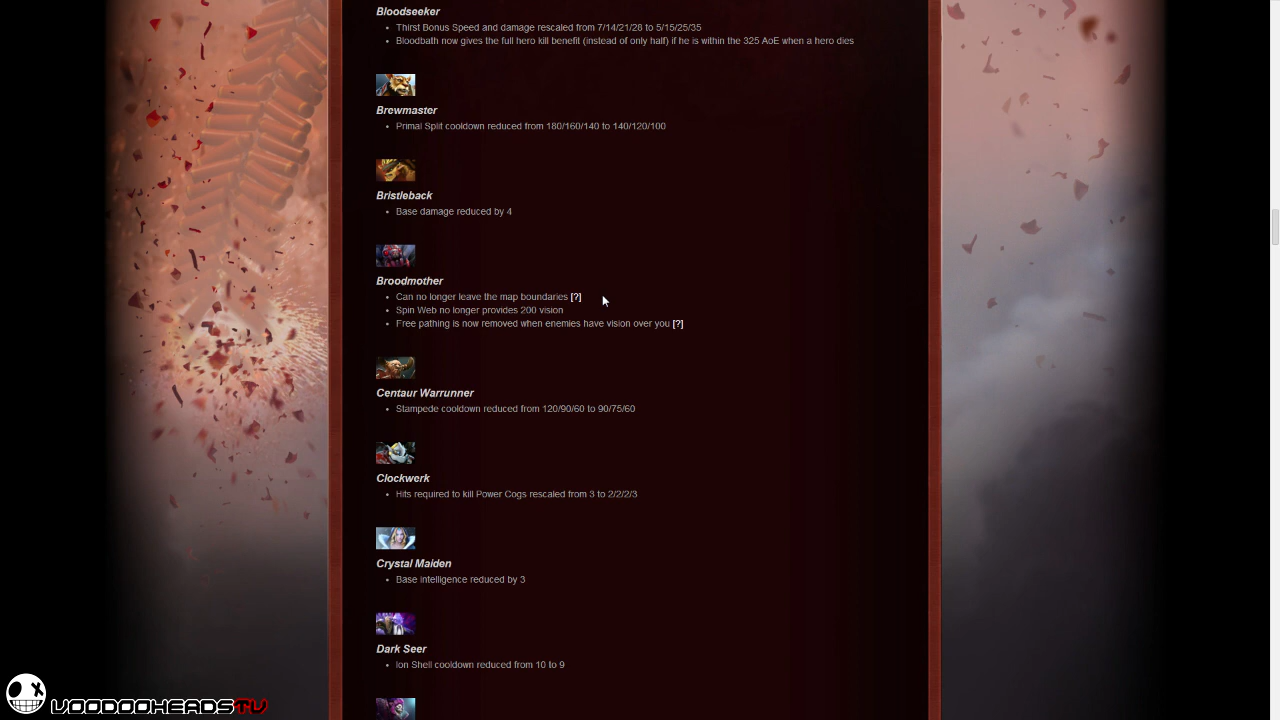 Bloodseeker
• Thirst Bonus Speed and damage rescaled from 7/14/21/28 to 5/15/25/35
• Bloodbath now gives the full hero kill benefit (instead of only half) if he is within the 325 AoE when a hero dies
Brewmaster
• Primal Split cooldown reduced from 180/160/140 to 140/120/100
Bristleback
• Base damage reduced by 4
Broodmother
• Can no longer leave the map boundaries [?]
• Spin Web no longer provides 200 vision
• Free pathing is now removed when enemies have vision over you [?]
Centaur Warrunner
• Stampede cooldown reduced from 120/90/60 to 90/75/60
Clockwerk
• Hits required to kill Power Cogs rescaled from 3 to 2/2/2/3
Crystal Maiden
• Base intelligence reduced by 3
Dark Seer
• Ion Shell cooldown reduced from 10 to 9
VOODOOHEADSTV